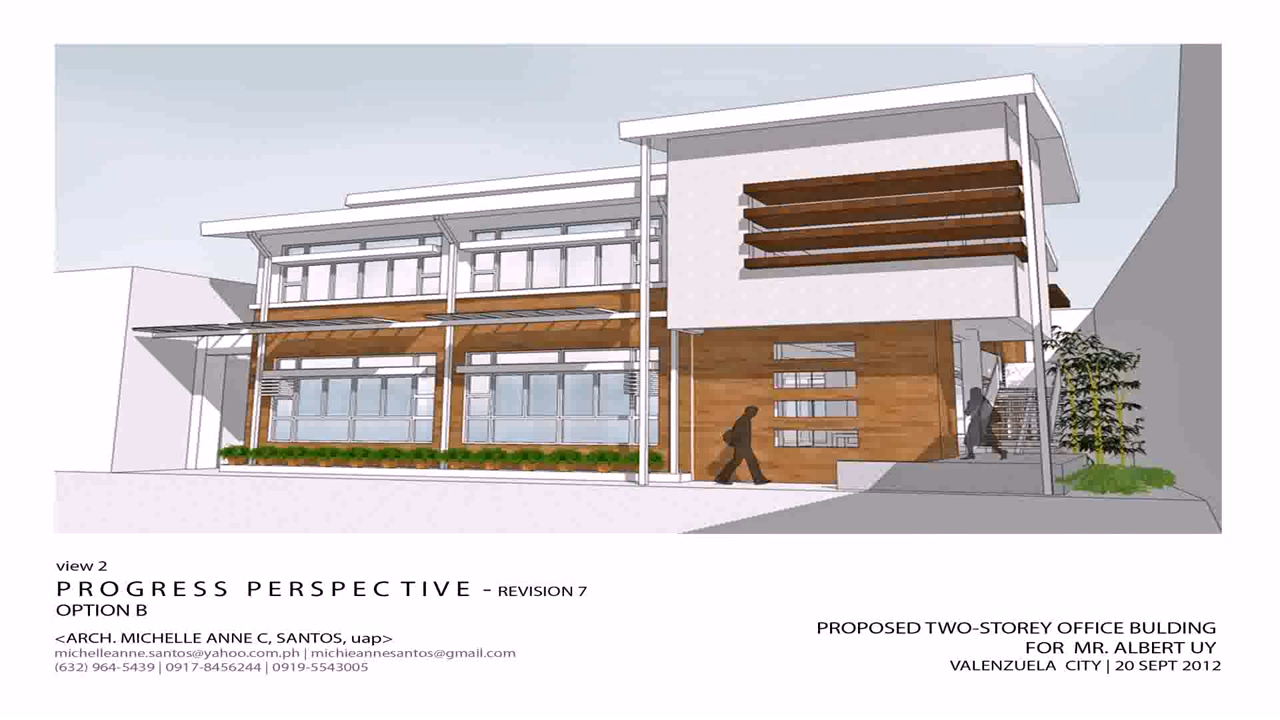 view 2
PROGRESS PERSPECTIVE - REVISION 7
OPTION B
<ARCH. MICHELLE ANNE C, SANTOS, uap>
michelleanne.santos@yahoo.com.ph | michieannesantos@gmail.com
(632) 964-5439 | 0917-8456244 | 0919-5543005
PROPOSED TWO-STOREY OFFICE BULDING
FOR MR. ALBERT UY
VALENZUELA CITY | 20 SEPT 2012